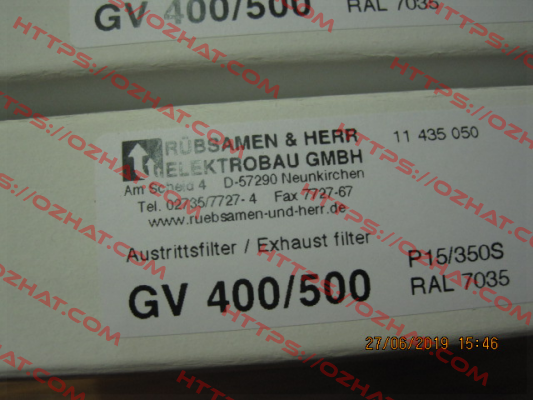 GV 400/500
RAL 7035
RÜBSAMEN & HERR
11 435 050
ELEKTROBAU GMBH
Am Scheid 4 D-57290 Neunkirchen
Tel. 02735/7727- 4 Fax 7727-67
www.ruebsamen-und-herr.de
Austrittsfilter / Exhaust filter
P15/350S
GV 400/500
RAL 7035
27/06/2019 15:46
HTTPS://OZHAT.COM